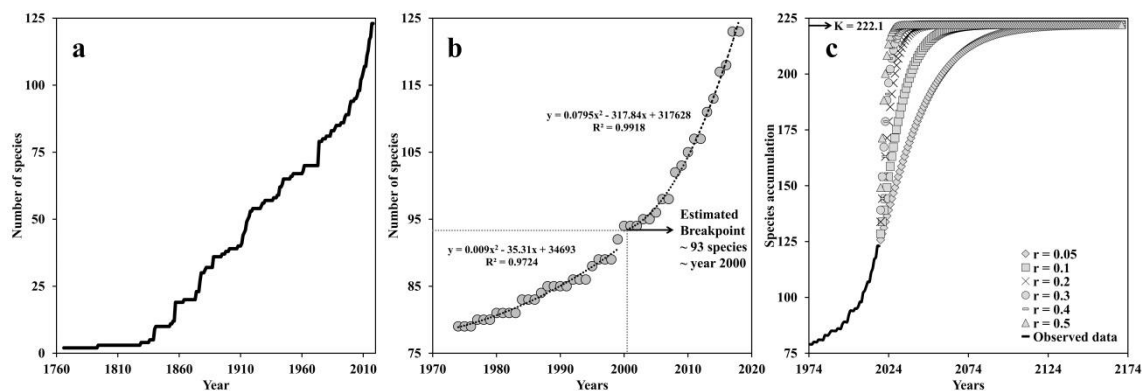 a
Number of species
125
100
75
50
25
0
1760
1810
1860
1910
1960
2010
Year
b
Number of species
125
115
105
95
85
75
1970
1980
1990
2000
2010
2020
Years
y = 0.0795x² - 317.84x + 317628
R² = 0.9918
y = 0.009x² - 35.31x + 34693
R² = 0.9724
Estimated
Breakpoint
~ 93 species
~ year 2000
c
Species accumulation
225
200
175
150
125
100
75
K = 222.1
r = 0.05
r = 0.1
r = 0.2
r = 0.3
r = 0.4
r = 0.5
Observed data
1974
2024
2074
2124
2174
Years